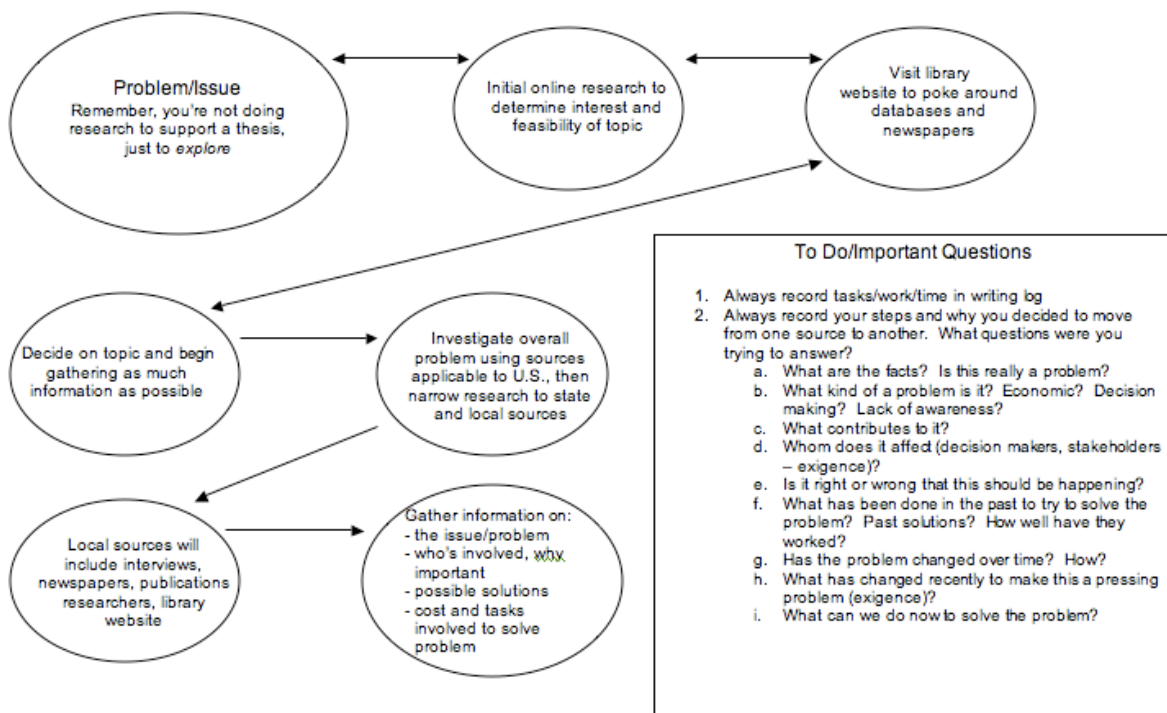 Problem/Issue
Remember, you're not doing
research to support a thesis,
just to explore
Initial online research to
determine interest and
feasibility of topic
Visit library
website to poke around
databases and
newspapers
Decide on topic and begin
gathering as much
information as possible
Investigate overall
problem using sources
applicable to U.S., then
narrow research to state
and local sources
Local sources will
include interviews,
newspapers, publications
researchers, library
website
Gather information on:
- the issue/problem
- who's involved, why
important
- possible solutions
- cost and tasks
involved to solve
problem
To Do/Important Questions
1. Always record tasks/work/time in writing log
2. Always record your steps and why you decided to move
from one source to another. What questions were you
trying to answer?
a. What are the facts? Is this really a problem?
b. What kind of a problem is it? Economic? Decision
making? Lack of awareness?
c. What contributes to it?
d. Whom does it affect (decision makers, stakeholders
– exigence)?
e. Is it right or wrong that this should be happening?
f. What has been done in the past to try to solve the
problem? Past solutions? How well have they
worked?
g. Has the problem changed over time? How?
h. What has changed recently to make this a pressing
problem (exigence)?
i. What can we do now to solve the problem?